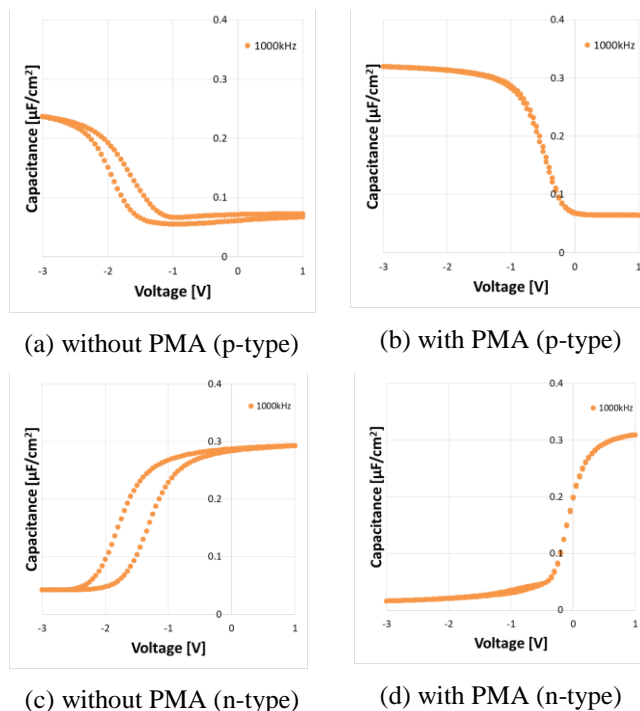 0.4
1000kHz
Capacitance [µF/cm²]
0.3
0.2
0.1
0
-3
-2
-1
0
1
Voltage [V]
(a) without PMA (p-type)
0.4
1000kHz
Capacitance [µF/cm²]
0.3
0.2
0.1
0
-3
-2
-1
0
1
Voltage [V]
(b) with PMA (p-type)
0.4
1000kHz
Capacitance [µF/cm²]
0.3
0.2
0.1
0
-3
-2
-1
0
1
Voltage [V]
(c) without PMA (n-type)
0.4
1000kHz
Capacitance [µF/cm²]
0.3
0.2
0.1
0
-3
-2
-1
0
1
Voltage [V]
(d) with PMA (n-type)